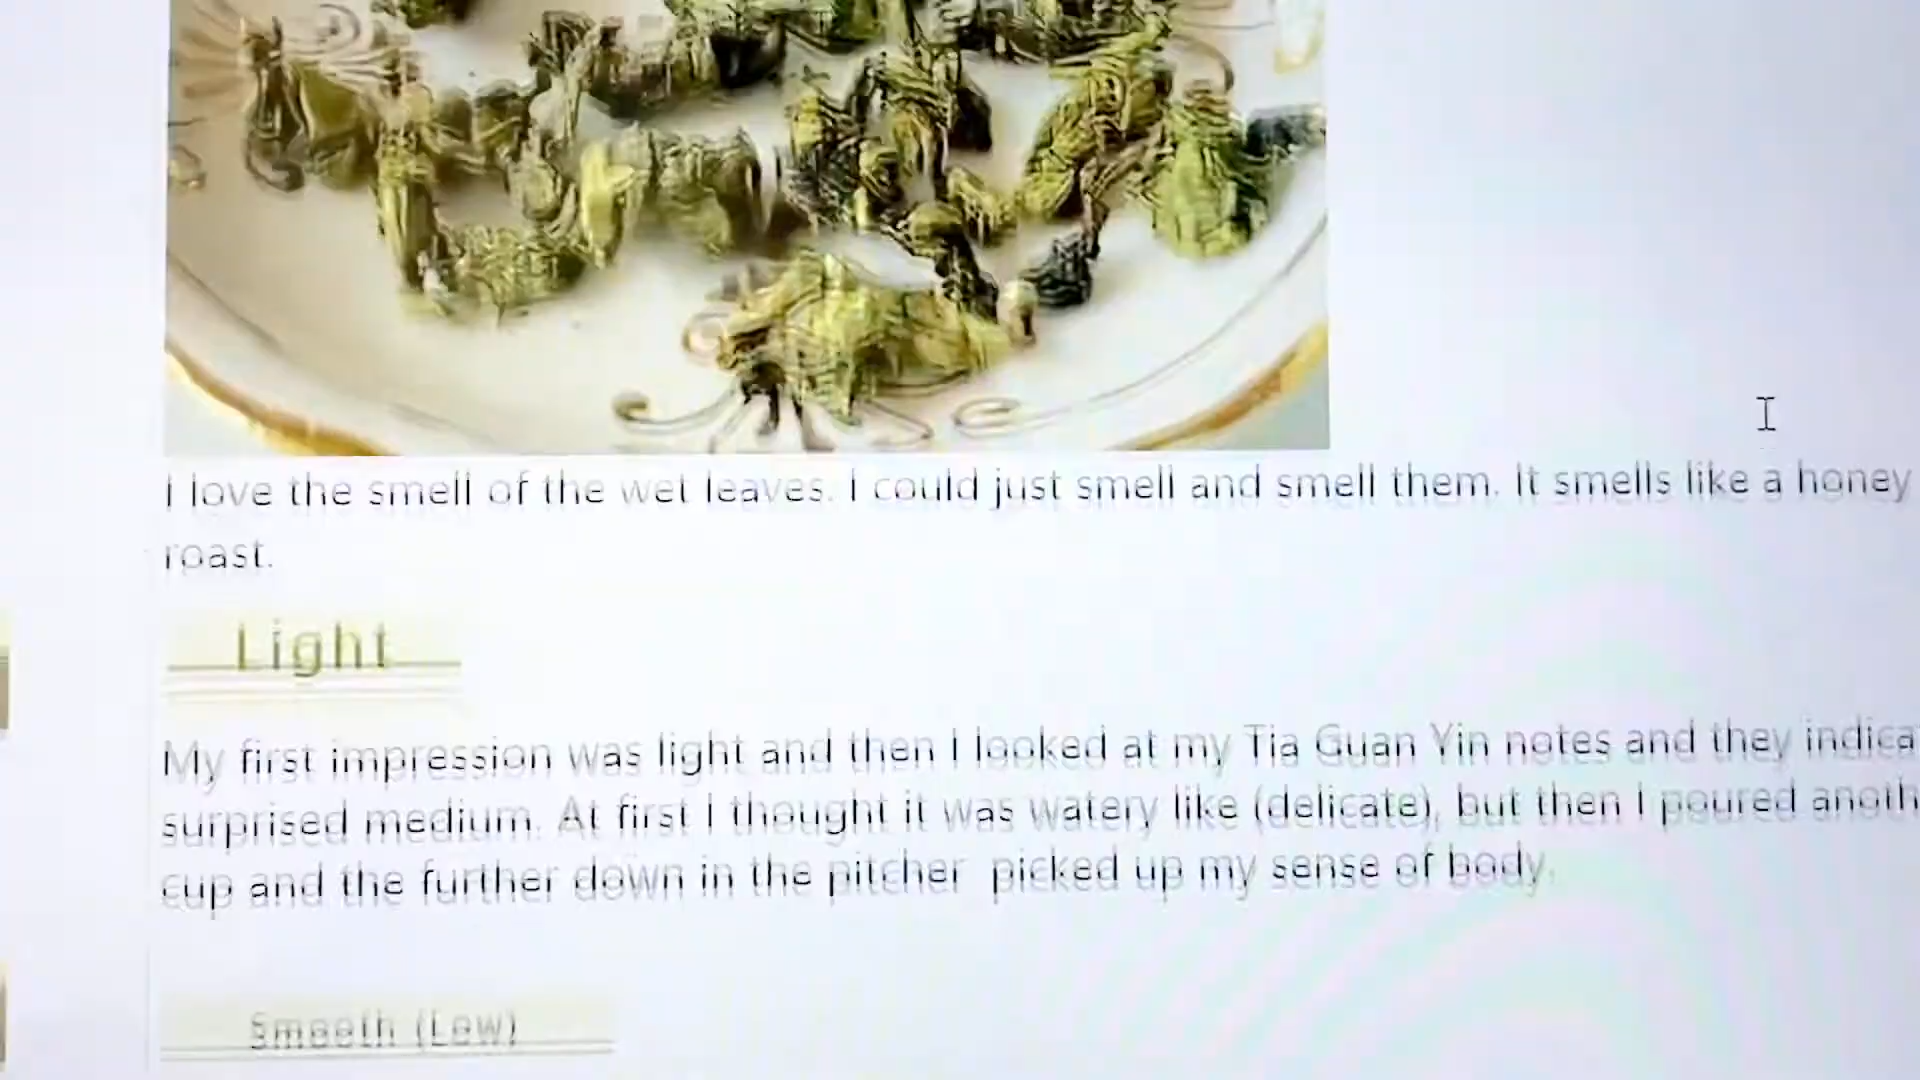 I love the smell of the wet leaves. I could just smell and smell them. It smells like a honey
roast.
Light
My first impression was light and then I looked at my Tia Guan Yin notes and they indica
surprised medium. At first I thought it was watery like (delicate), but then I poured anoth
cup and the further down in the pitcher picked up my sense of body.
Smooth (Low)